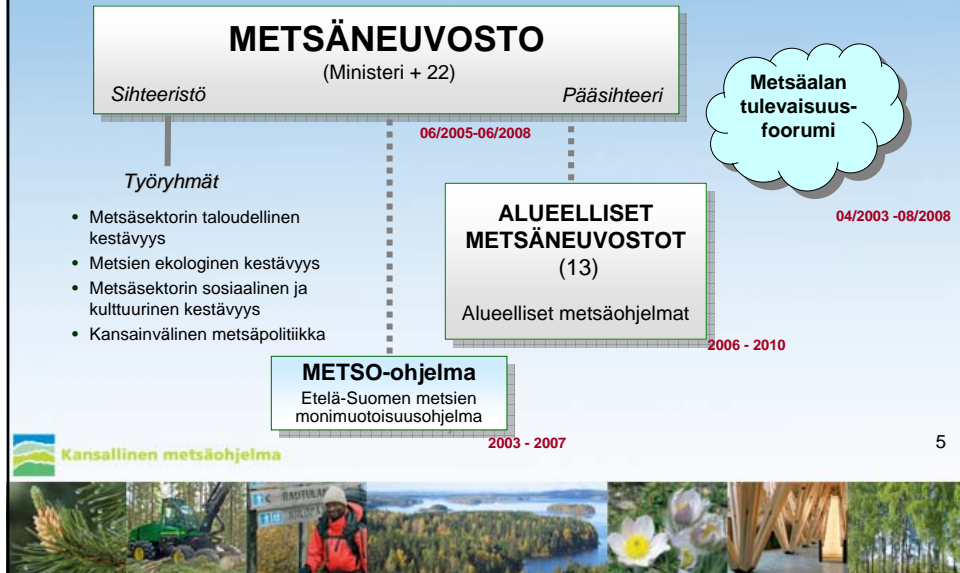 METSÄNEUVOSTO
(Ministeri + 22)
Sihteeristö
Pääsihteeri
06/2005-06/2008
Metsäalan
tulevaisuus-
foorumi
04/2003 -08/2008
Työryhmät
• Metsäsektorin taloudellinen
kestävyys
• Metsien ekologinen kestävyys
• Metsäsektorin sosiaalinen ja
kulttuurinen kestävyys
• Kansainvälinen metsäpolitiikka
ALUEELLISET
METSÄNEUVOSTOT
(13)
Alueelliset metsäohjelmat
2006 - 2010
METSO-ohjelma
Etelä-Suomen metsien
monimuotoisuusohjelma
2003 - 2007
Kansallinen metsäohjelma
5